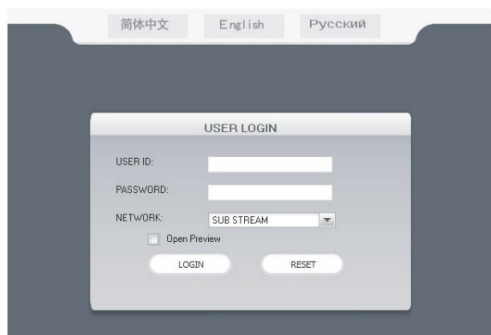 简体中文 English Русский
USER LOGIN
USER ID:
PASSWORD:
NETWORK: SUB STREAM
Open Preview
LOGIN RESET